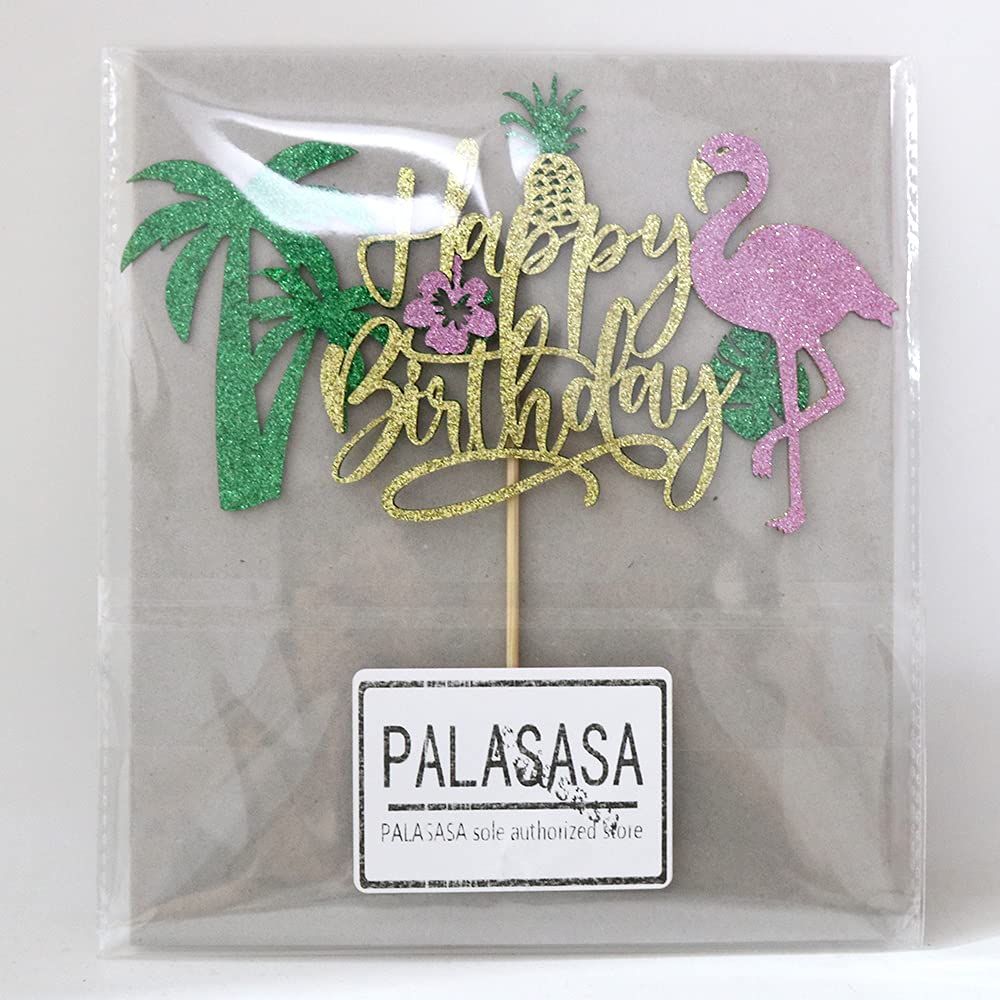 Happy
Birthday
PALASASA
PALASASA sole authorized store